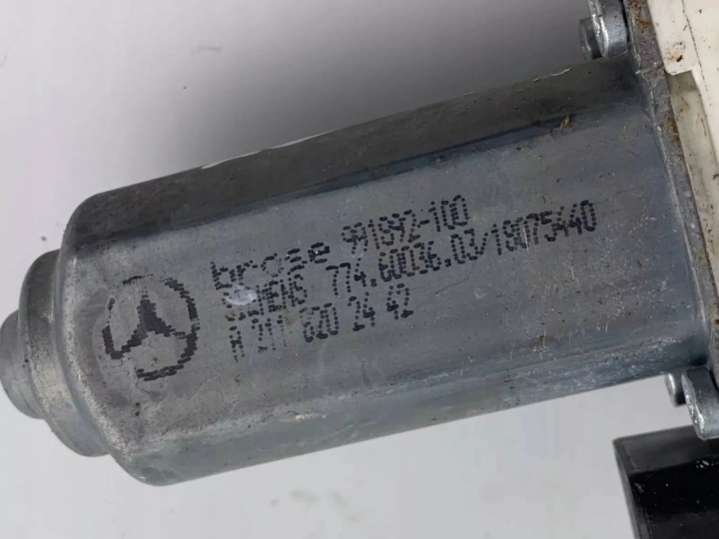 brose 991892-100
SIEMENS 774.60036.03/19075440
A 211 820 24 42